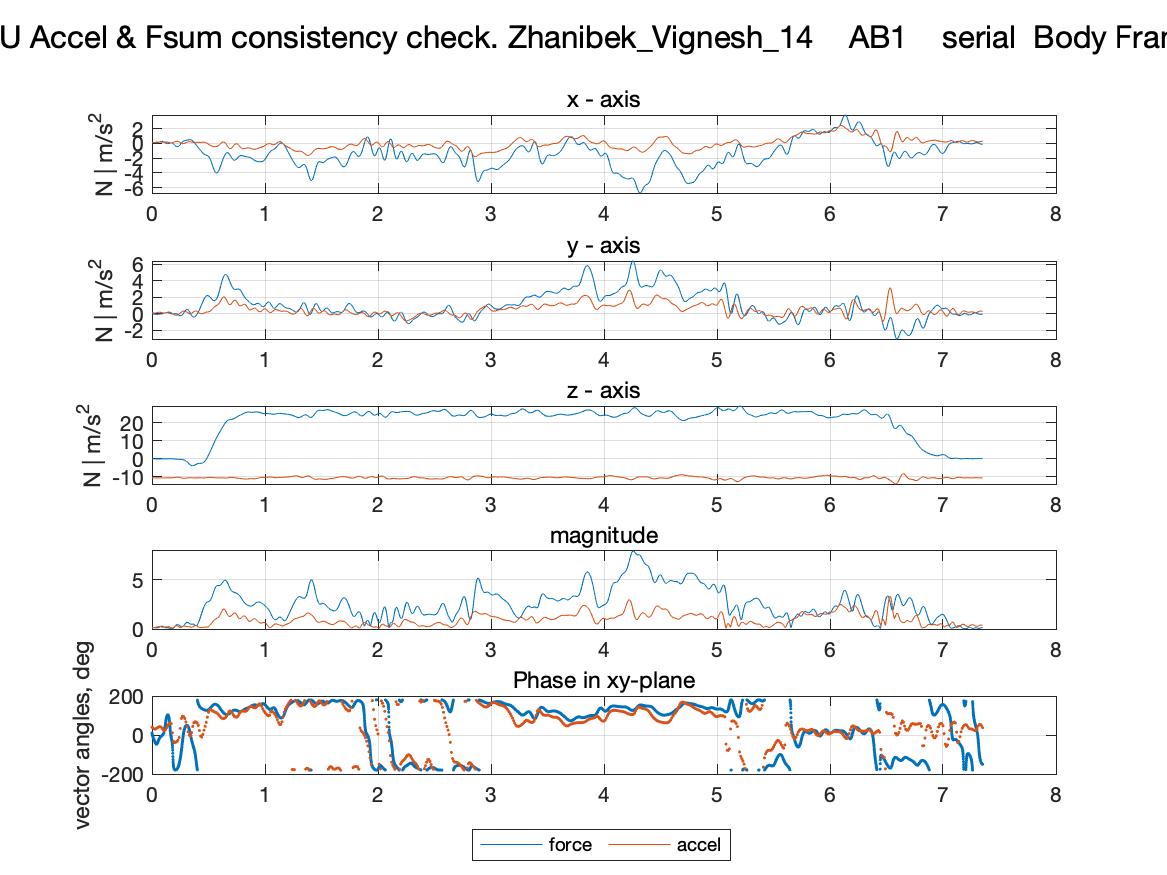 U Accel & Fsum consistency check. Zhanibek_Vignesh_14 AB1 serial Body Fra
x - axis
N | m/s2
2
0
-2
-4
-6
0 1 2 3 4 5 6 7 8
y - axis
N | m/s2
6
4
2
0
-2
0 1 2 3 4 5 6 7 8
z - axis
N | m/s2
20
10
0
-10
0 1 2 3 4 5 6 7 8
magnitude
5
0
0 1 2 3 4 5 6 7 8
Phase in xy-plane
vector angles, deg
200
0
-200
0 1 2 3 4 5 6 7 8
force accel